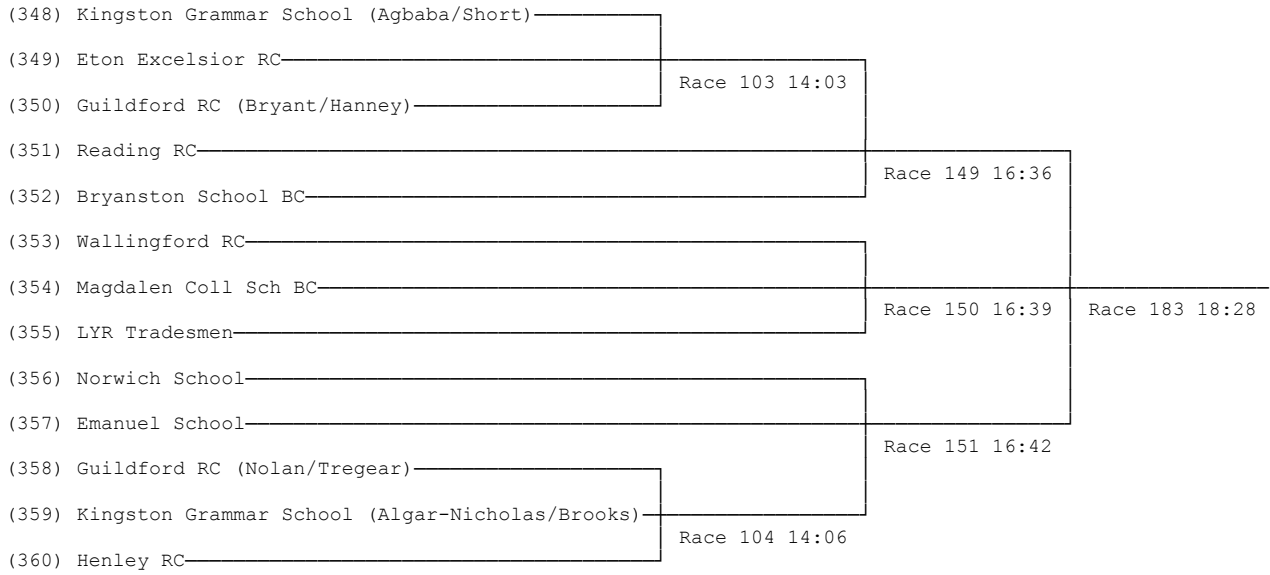 (348) Kingston Grammar School (Agbaba/Short)
(349) Eton Excelsior RC
Race 103 14:03
(350) Guildford RC (Bryant/Hanney)
(351) Reading RC
Race 149 16:36
(352) Bryanston School BC
(353) Wallingford RC
(354) Magdalen Coll Sch BC
Race 150 16:39 Race 183 18:28
(355) LYR Tradesmen
(356) Norwich School
(357) Emanuel School
Race 151 16:42
(358) Guildford RC (Nolan/Tregear)
(359) Kingston Grammar School (Algar-Nicholas/Brooks)
Race 104 14:06
(360) Henley RC